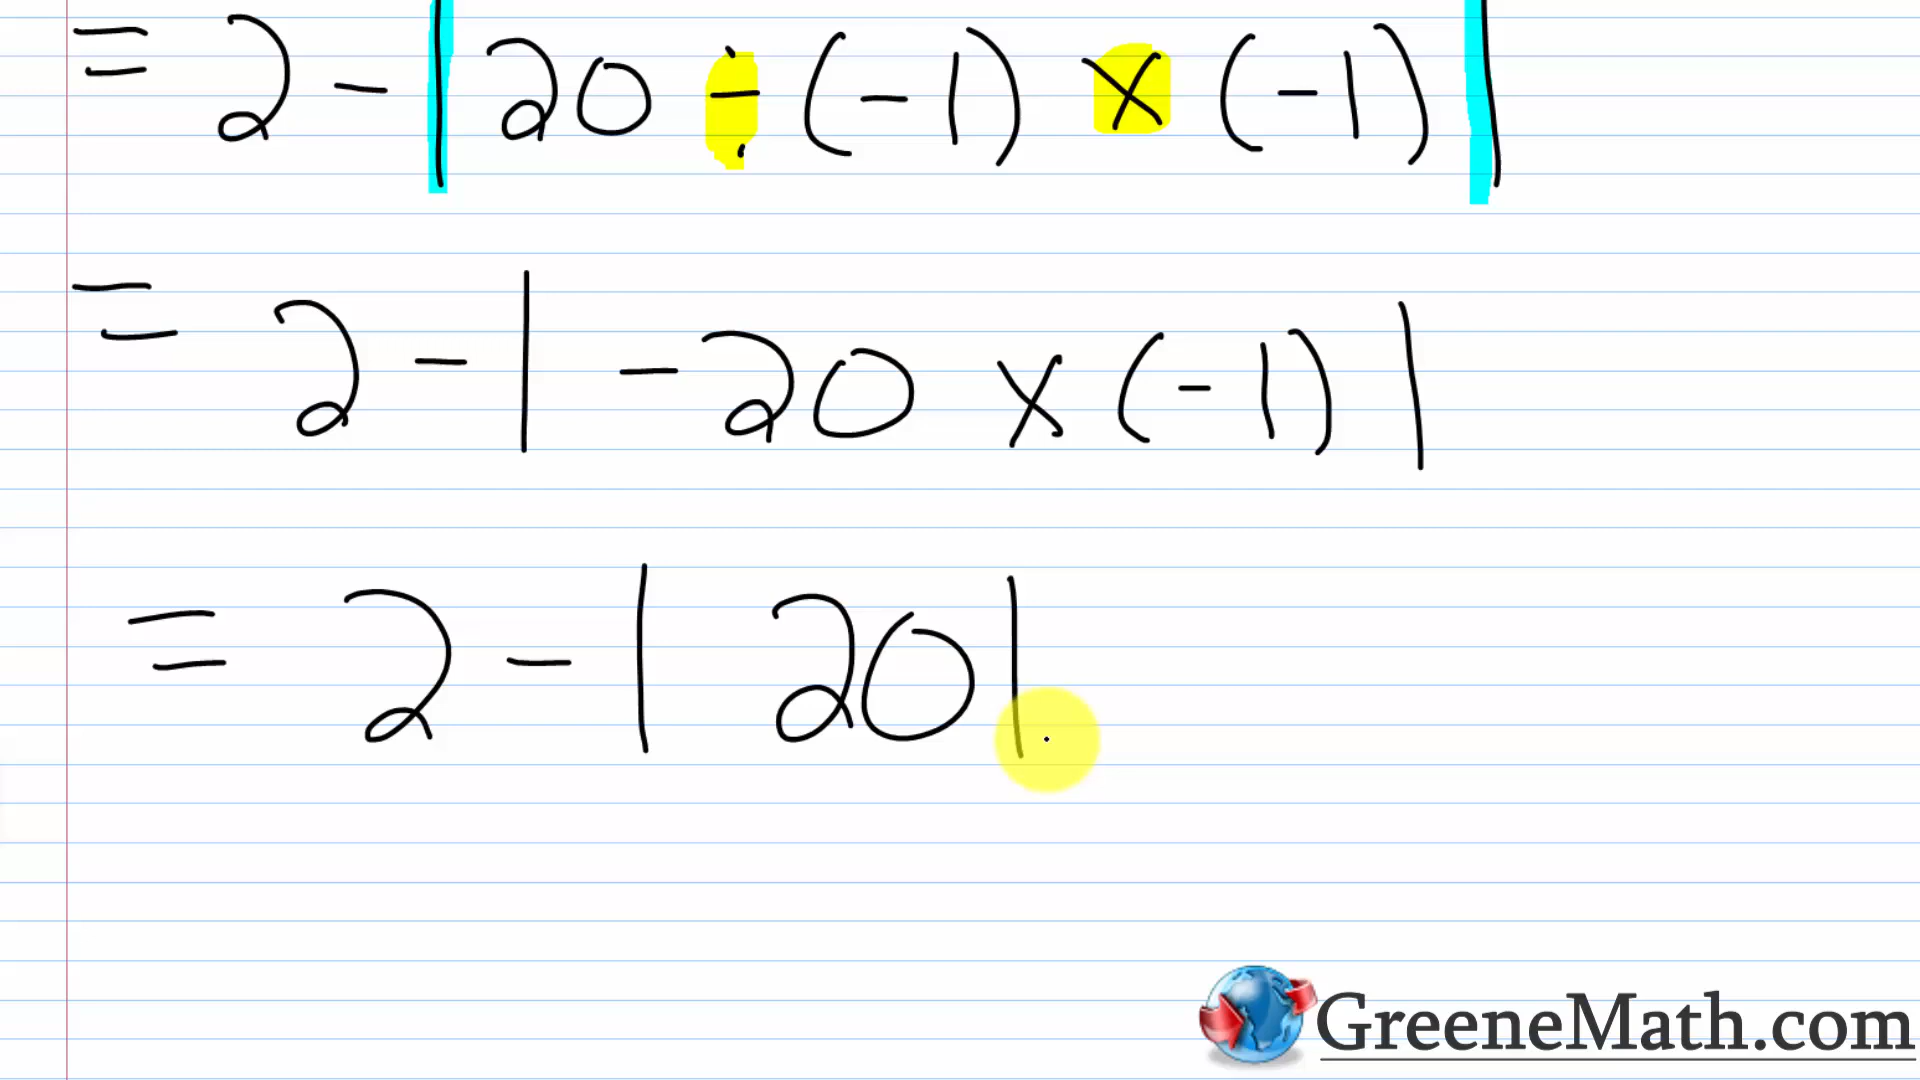 = 2 - | 20 ÷ (-1) × (-1) |
= 2 - | -20 × (-1) |
= 2 - | 20 |
GreeneMath.com